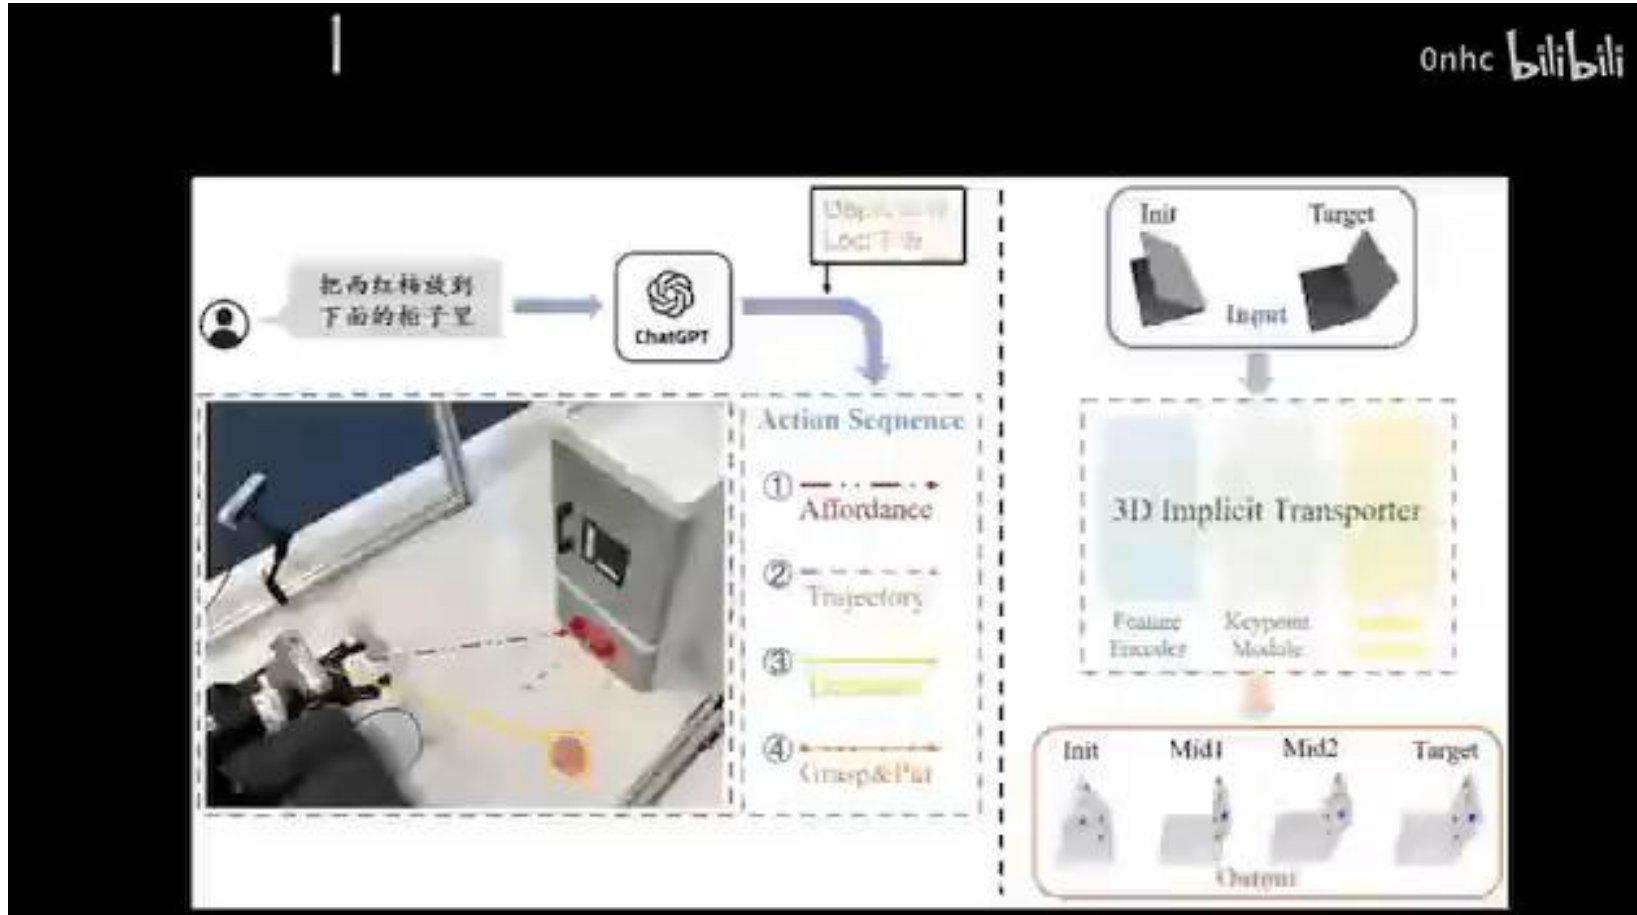 0nhc bilibili
把西红柿放到
下面的柜子里
ChatGPT
Action Sequence
①
Affordance
②
Trajectory
③
④
Grasp&Put
Init
Target
Input
3D Implicit Transporter
Feature
Encoder
Keypoint
Module
Init
Mid1
Mid2
Target
Output